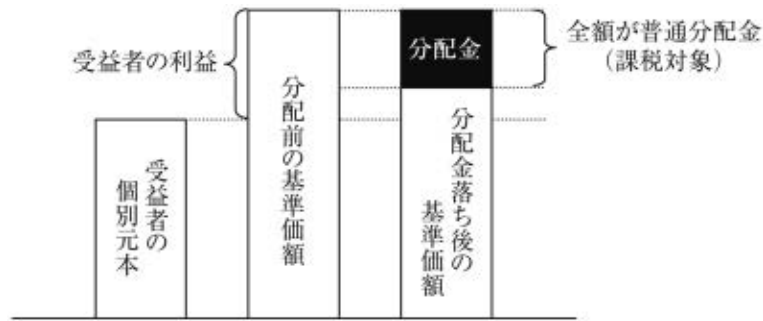 受益者の利益
受益者の
個別元本
分配前の基準価額
分配金
分配金落ち後の
基準価額
全額が普通分配金
（課税対象）